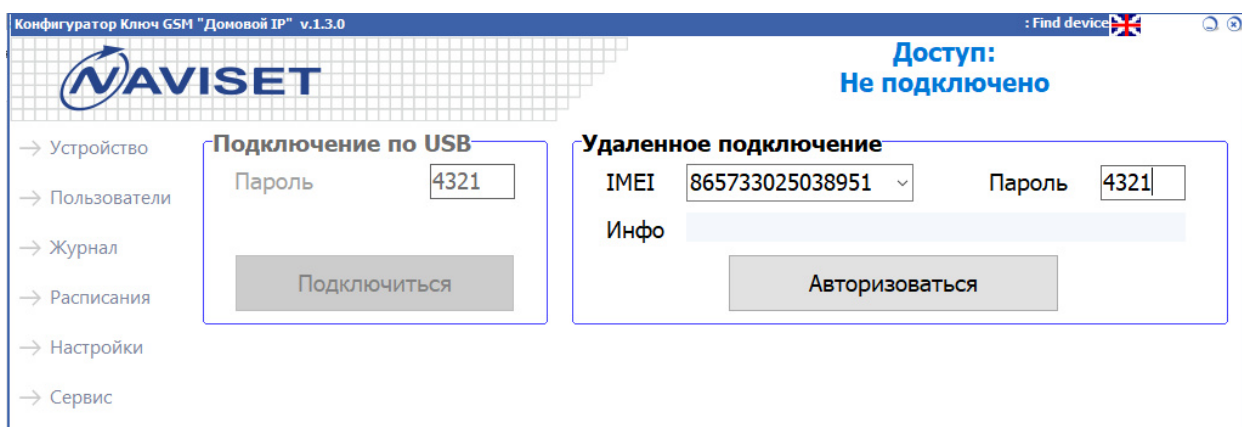 Конфигуратор Ключ GSM "Домовой IP" v.1.3.0
: Find device
NAVISET
Доступ:
Не подключено
Устройство
Пользователи
Журнал
Расписания
Настройки
Сервис
Подключение по USB
Пароль 4321
Подключиться
Удаленное подключение
IMEI 865733025038951 Пароль 4321
Инфо
Авторизоваться